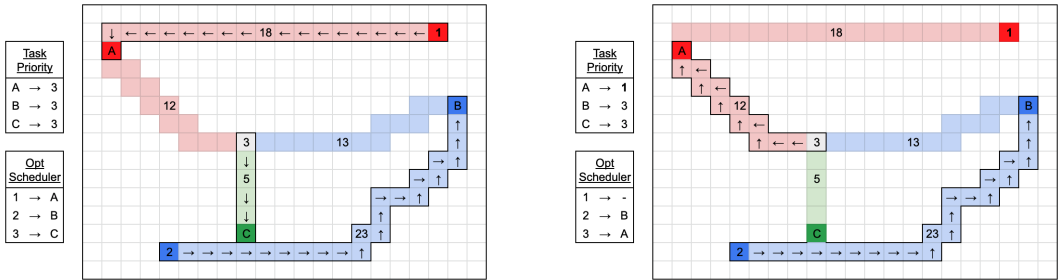 Task
Priority
A → 3
B → 3
C → 3
Opt
Scheduler
1 → A
2 → B
3 → C
18 1
A
12 B
3 13
5
C 23
2
Task
Priority
A → 1
B → 3
C → 3
Opt
Scheduler
1 → -
2 → B
3 → A
18 1
A
12 B
3 13
5
C 23
2